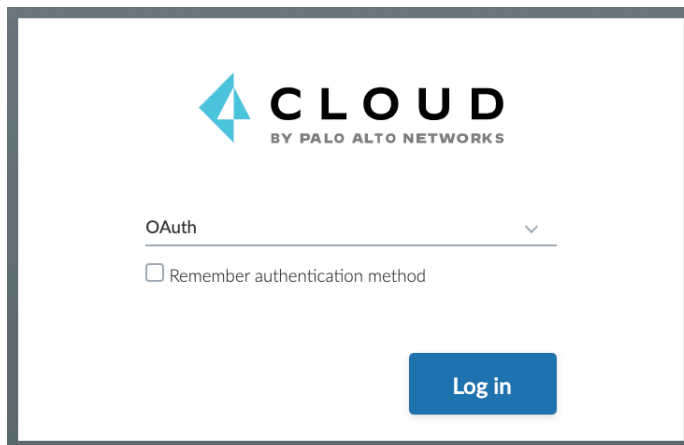 CLOUD
BY PALO ALTO NETWORKS
OAuth
Remember authentication method
Log in